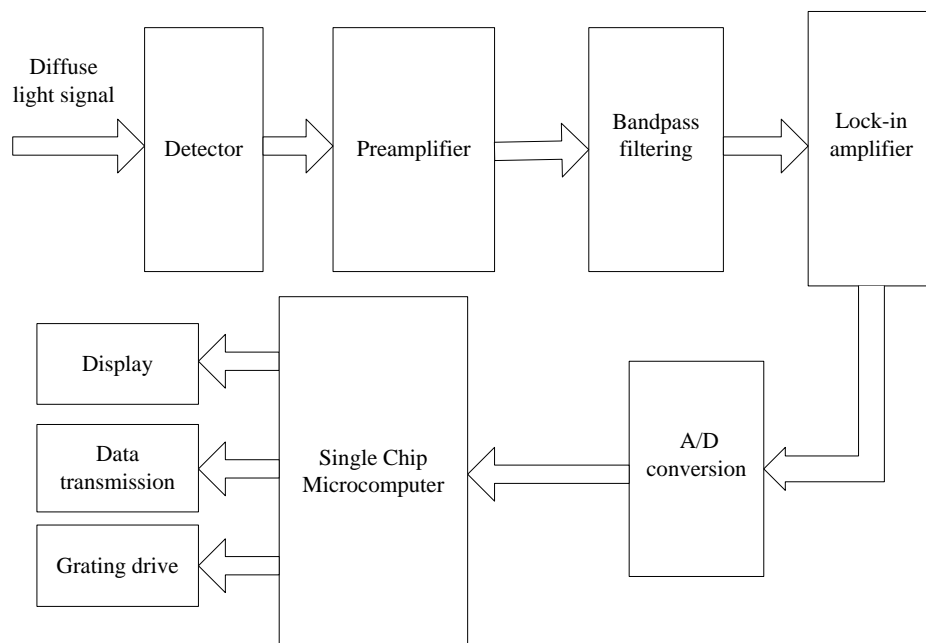 Diffuse
light signal
Detector
Preamplifier
Bandpass
filtering
Lock-in
amplifier
Display
Data
transmission
Grating drive
Single Chip
Microcomputer
A/D
conversion